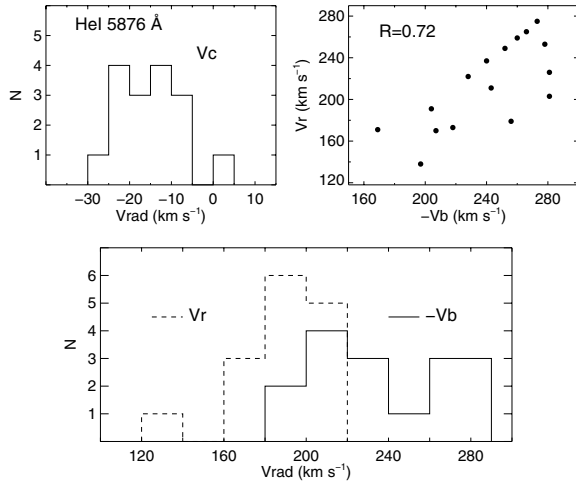 HeI 5876 Å
Vc
N
6
5
4
3
2
1
−30 −20 −10 0 10
Vrad (km s⁻¹)
R=0.72
Vr (km s⁻¹)
280
240
200
160
120
160 200 240 280
−Vb (km s⁻¹)
Vr
−Vb
N
6
5
4
3
2
1
120 160 200 240 280
Vrad (km s⁻¹)